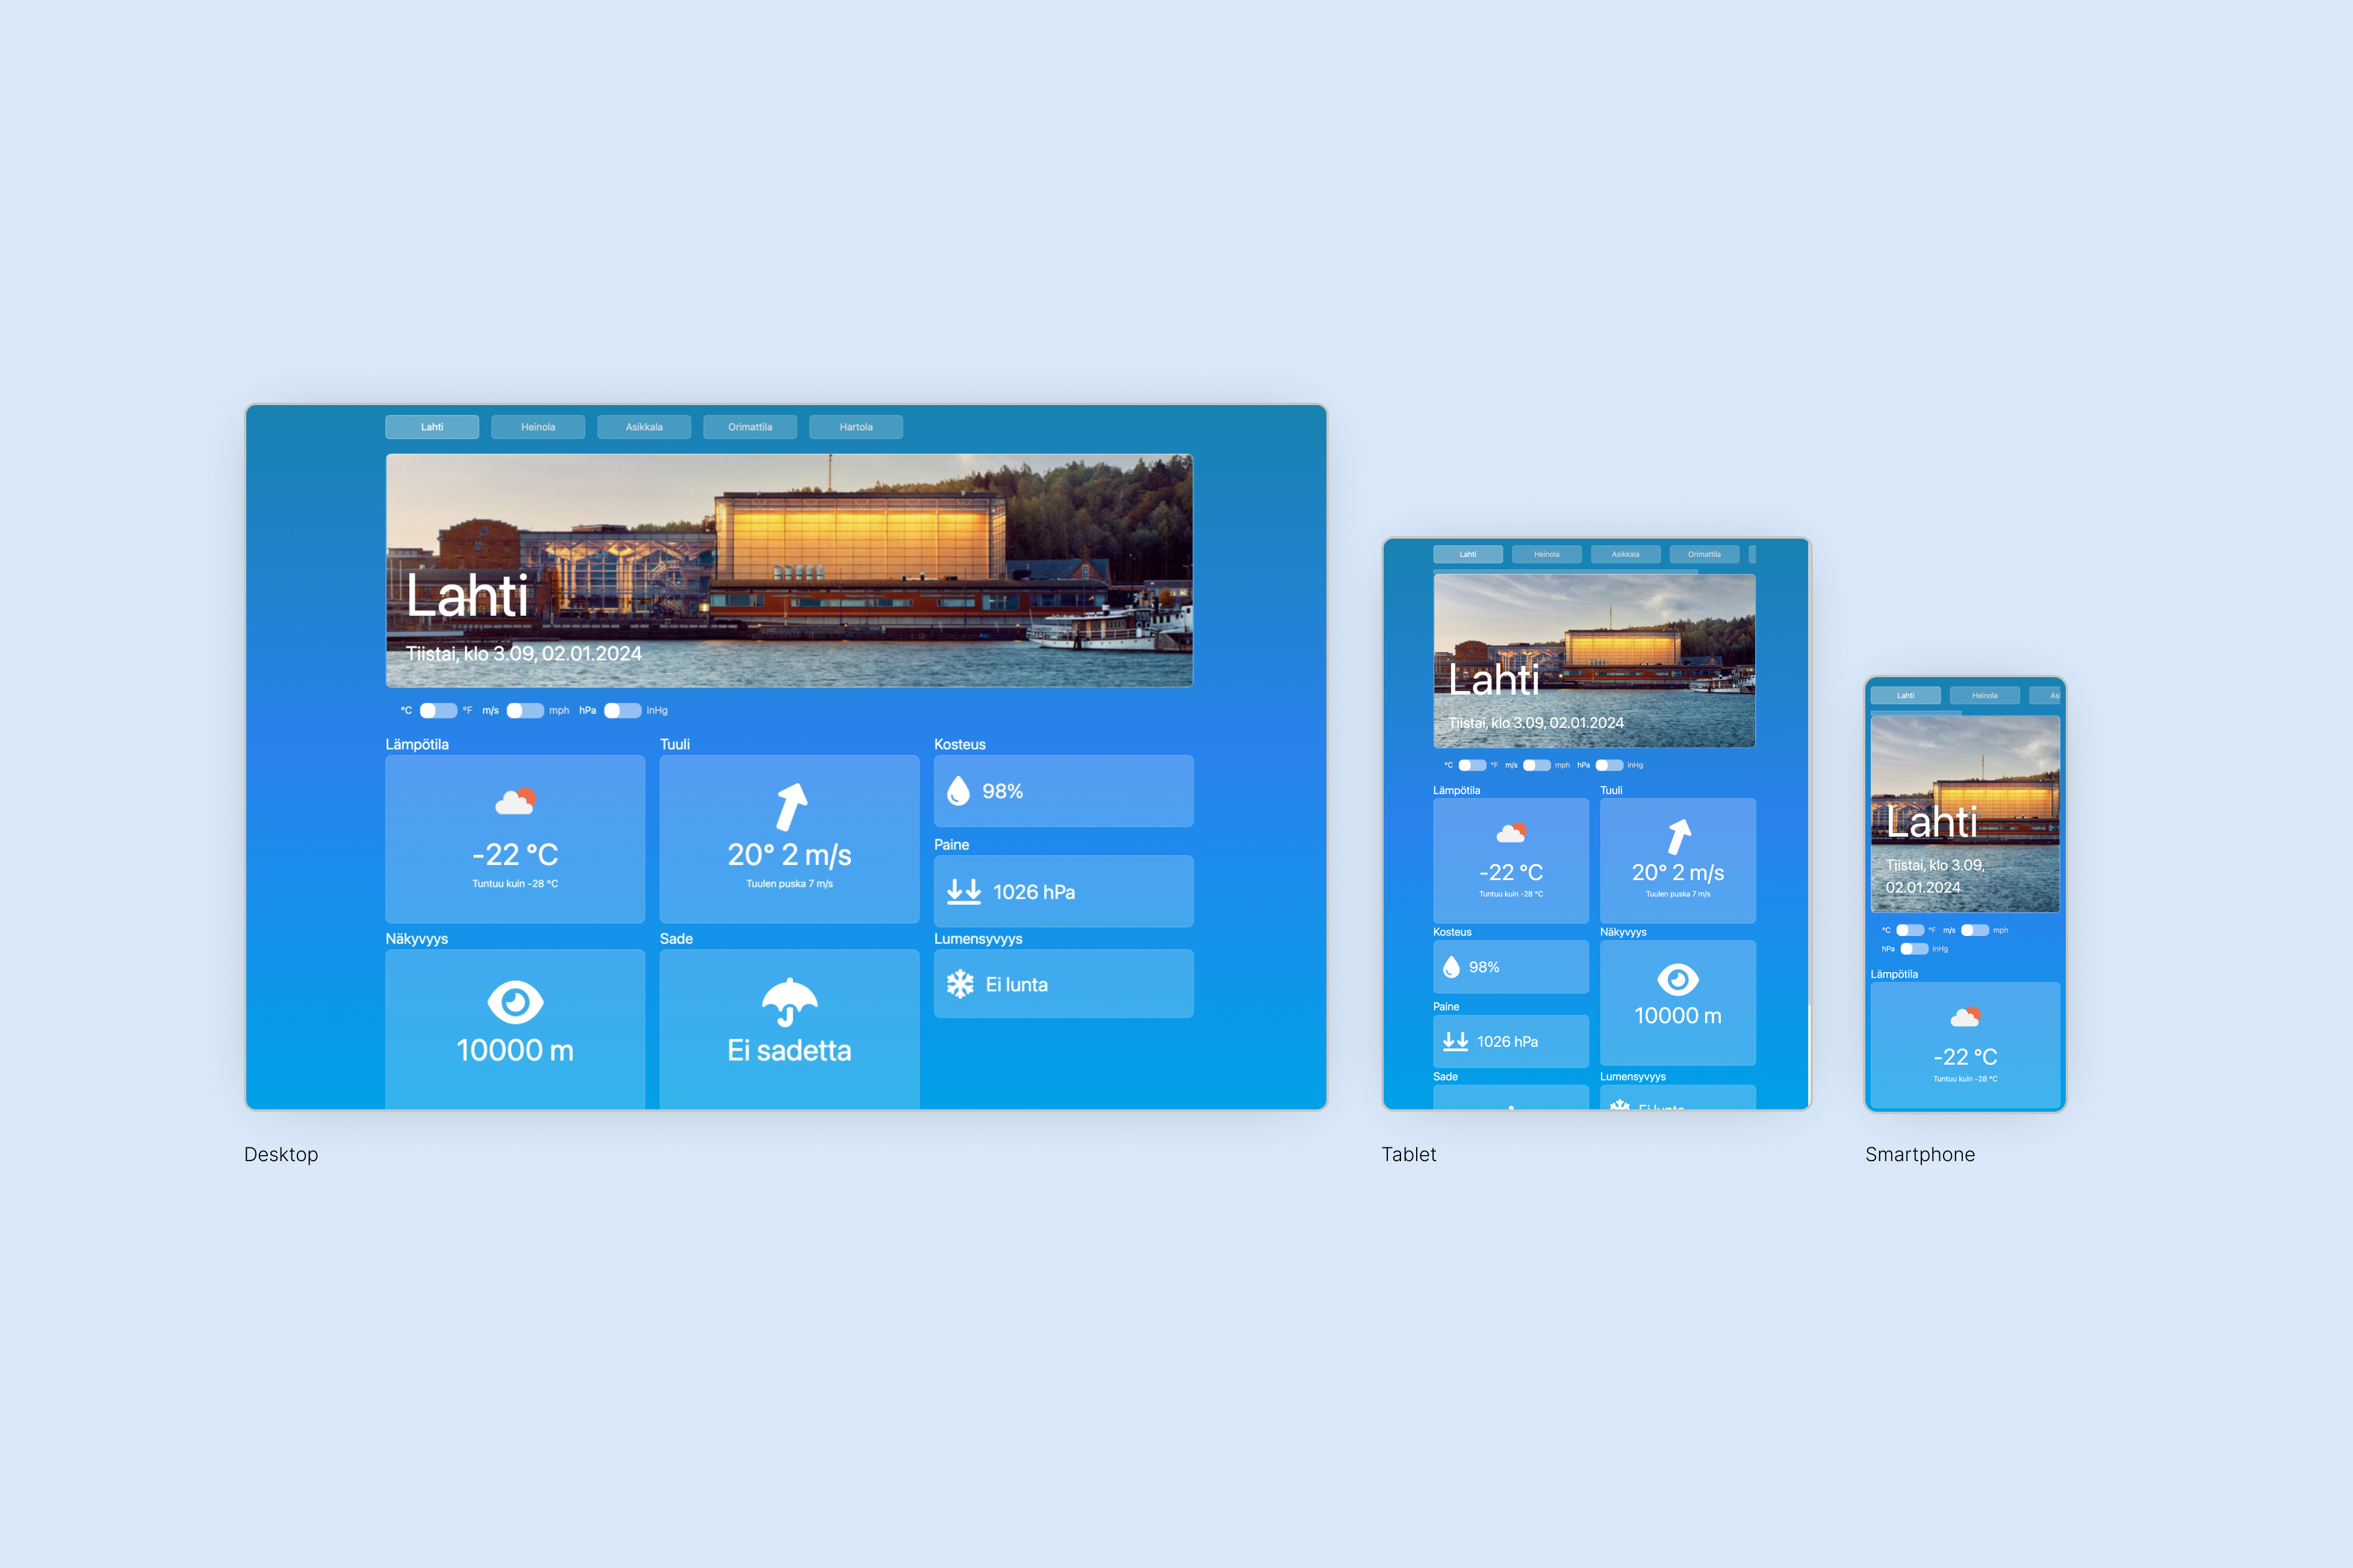 Lahti Heinola Asikkala Orimattila Hartola
Lahti
Tiistai, klo 3.09, 02.01.2024
°C °F m/s mph hPa inHg
Lämpötila
-22 °C
Tuntuu kuin -28 °C
Tuuli
20° 2 m/s
Tuulen puska 7 m/s
Kosteus
98%
Paine
1026 hPa
Näkyvyys
10000 m
Sade
Ei sadetta
Lumensyvyys
Ei lunta
Desktop
Lahti Heinola Asikkala Orimattila
Lahti
Tiistai, klo 3.09, 02.01.2024
°C °F m/s mph hPa inHg
Lämpötila
-22 °C
Tuntuu kuin -28 °C
Tuuli
20° 2 m/s
Tuulen puska 7 m/s
Kosteus
98%
Näkyvyys
10000 m
Paine
1026 hPa
Sade
Lumensyvyys
Ei lunta
Tablet
Lahti Heinola As
Lahti
Tiistai, klo 3.09,
02.01.2024
°C °F m/s mph
hPa inHg
Lämpötila
-22 °C
Tuntuu kuin -28 °C
Smartphone